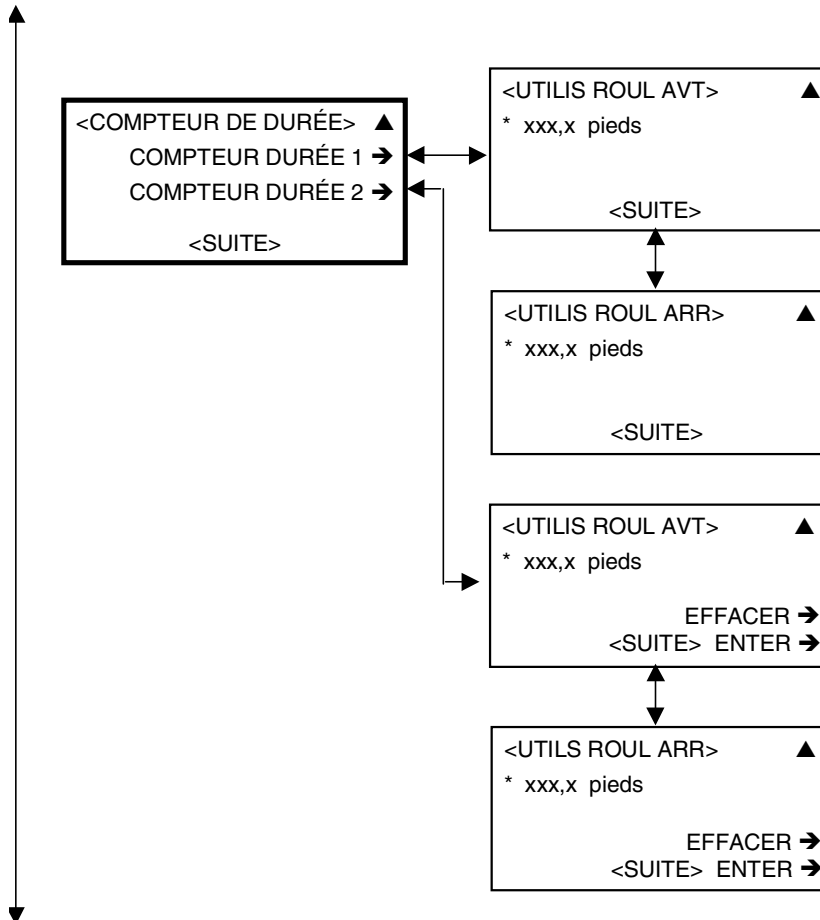 <COMPTEUR DE DURÉE> ▲
COMPTEUR DURÉE 1 ➔
COMPTEUR DURÉE 2 ➔
<SUITE>
<UTILIS ROUL AVT> ▲
* xxx,x pieds
<SUITE>
<UTILIS ROUL ARR> ▲
* xxx,x pieds
<SUITE>
<UTILIS ROUL AVT> ▲
* xxx,x pieds
EFFACER ➔
<SUITE> ENTER ➔
<UTILS ROUL ARR> ▲
* xxx,x pieds
EFFACER ➔
<SUITE> ENTER ➔